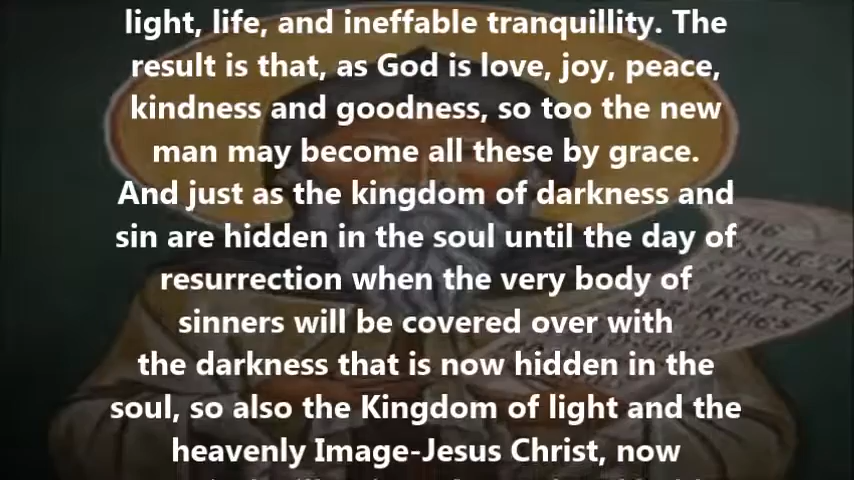 light, life, and ineffable tranquillity. The
result is that, as God is love, joy, peace,
kindness and goodness, so too the new
man may become all these by grace.
And just as the kingdom of darkness and
sin are hidden in the soul until the day of
resurrection when the very body of
sinners will be covered over with
the darkness that is now hidden in the
soul, so also the Kingdom of light and the
heavenly Image-Jesus Christ, now